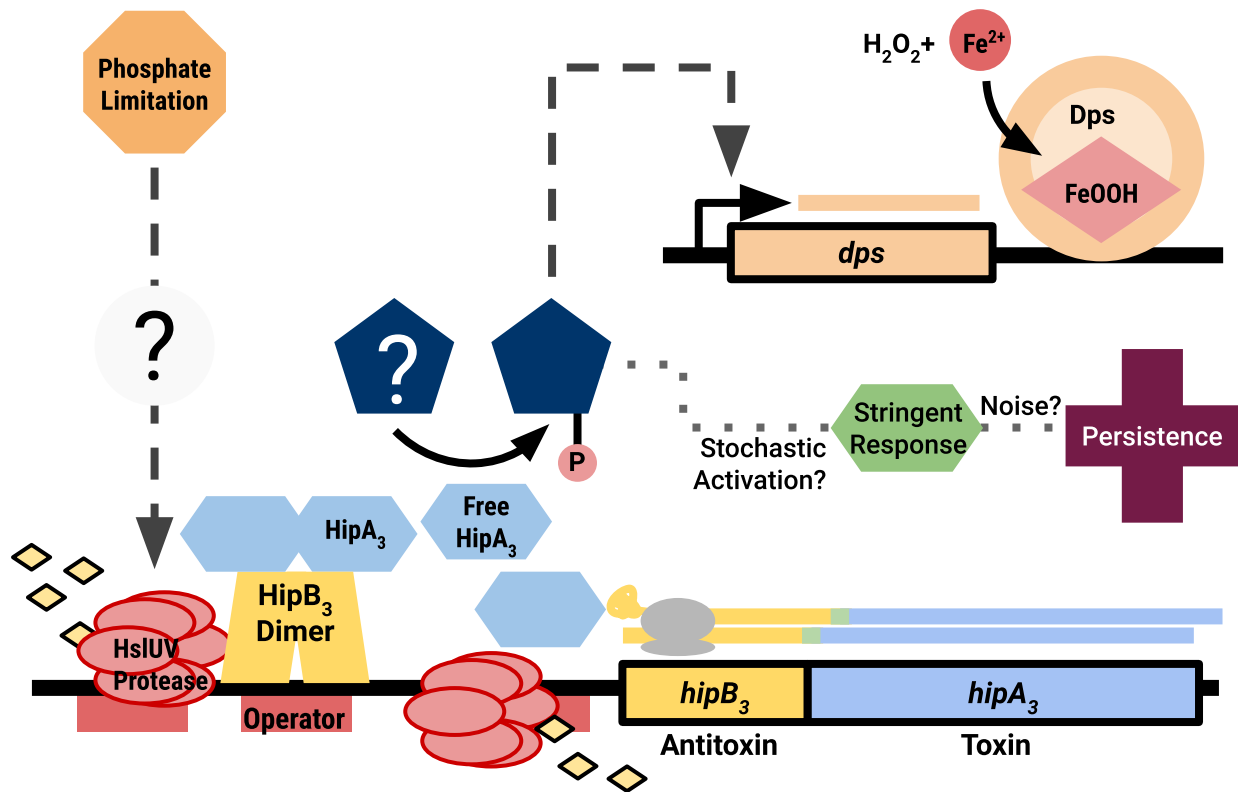 Phosphate
Limitation
H₂O₂+
Fe²⁺
Dps
FeOOH
dps
?
?
P
Stochastic
Activation?
Stringent
Response
Noise?
Persistence
HipA₃
Free
HipA₃
HipB₃
Dimer
HslUV
Protease
Operator
hipB₃
hipA₃
Antitoxin
Toxin